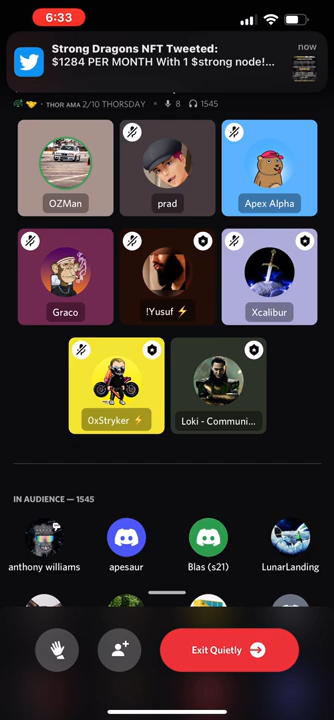 6:33
Strong Dragons NFT Tweeted:
now
$1284 PER MONTH With 1 $strong node!...
THOR AMA 2/10 THORSDAY • 8 1545
OZMan
prad
Apex Alpha
Graco
!Yusuf ⚡
Xcalibur
0xStryker ⚡
Loki - Communi...
IN AUDIENCE — 1545
anthony williams
apesaur
Blas (s21)
LunarLanding
Exit Quietly